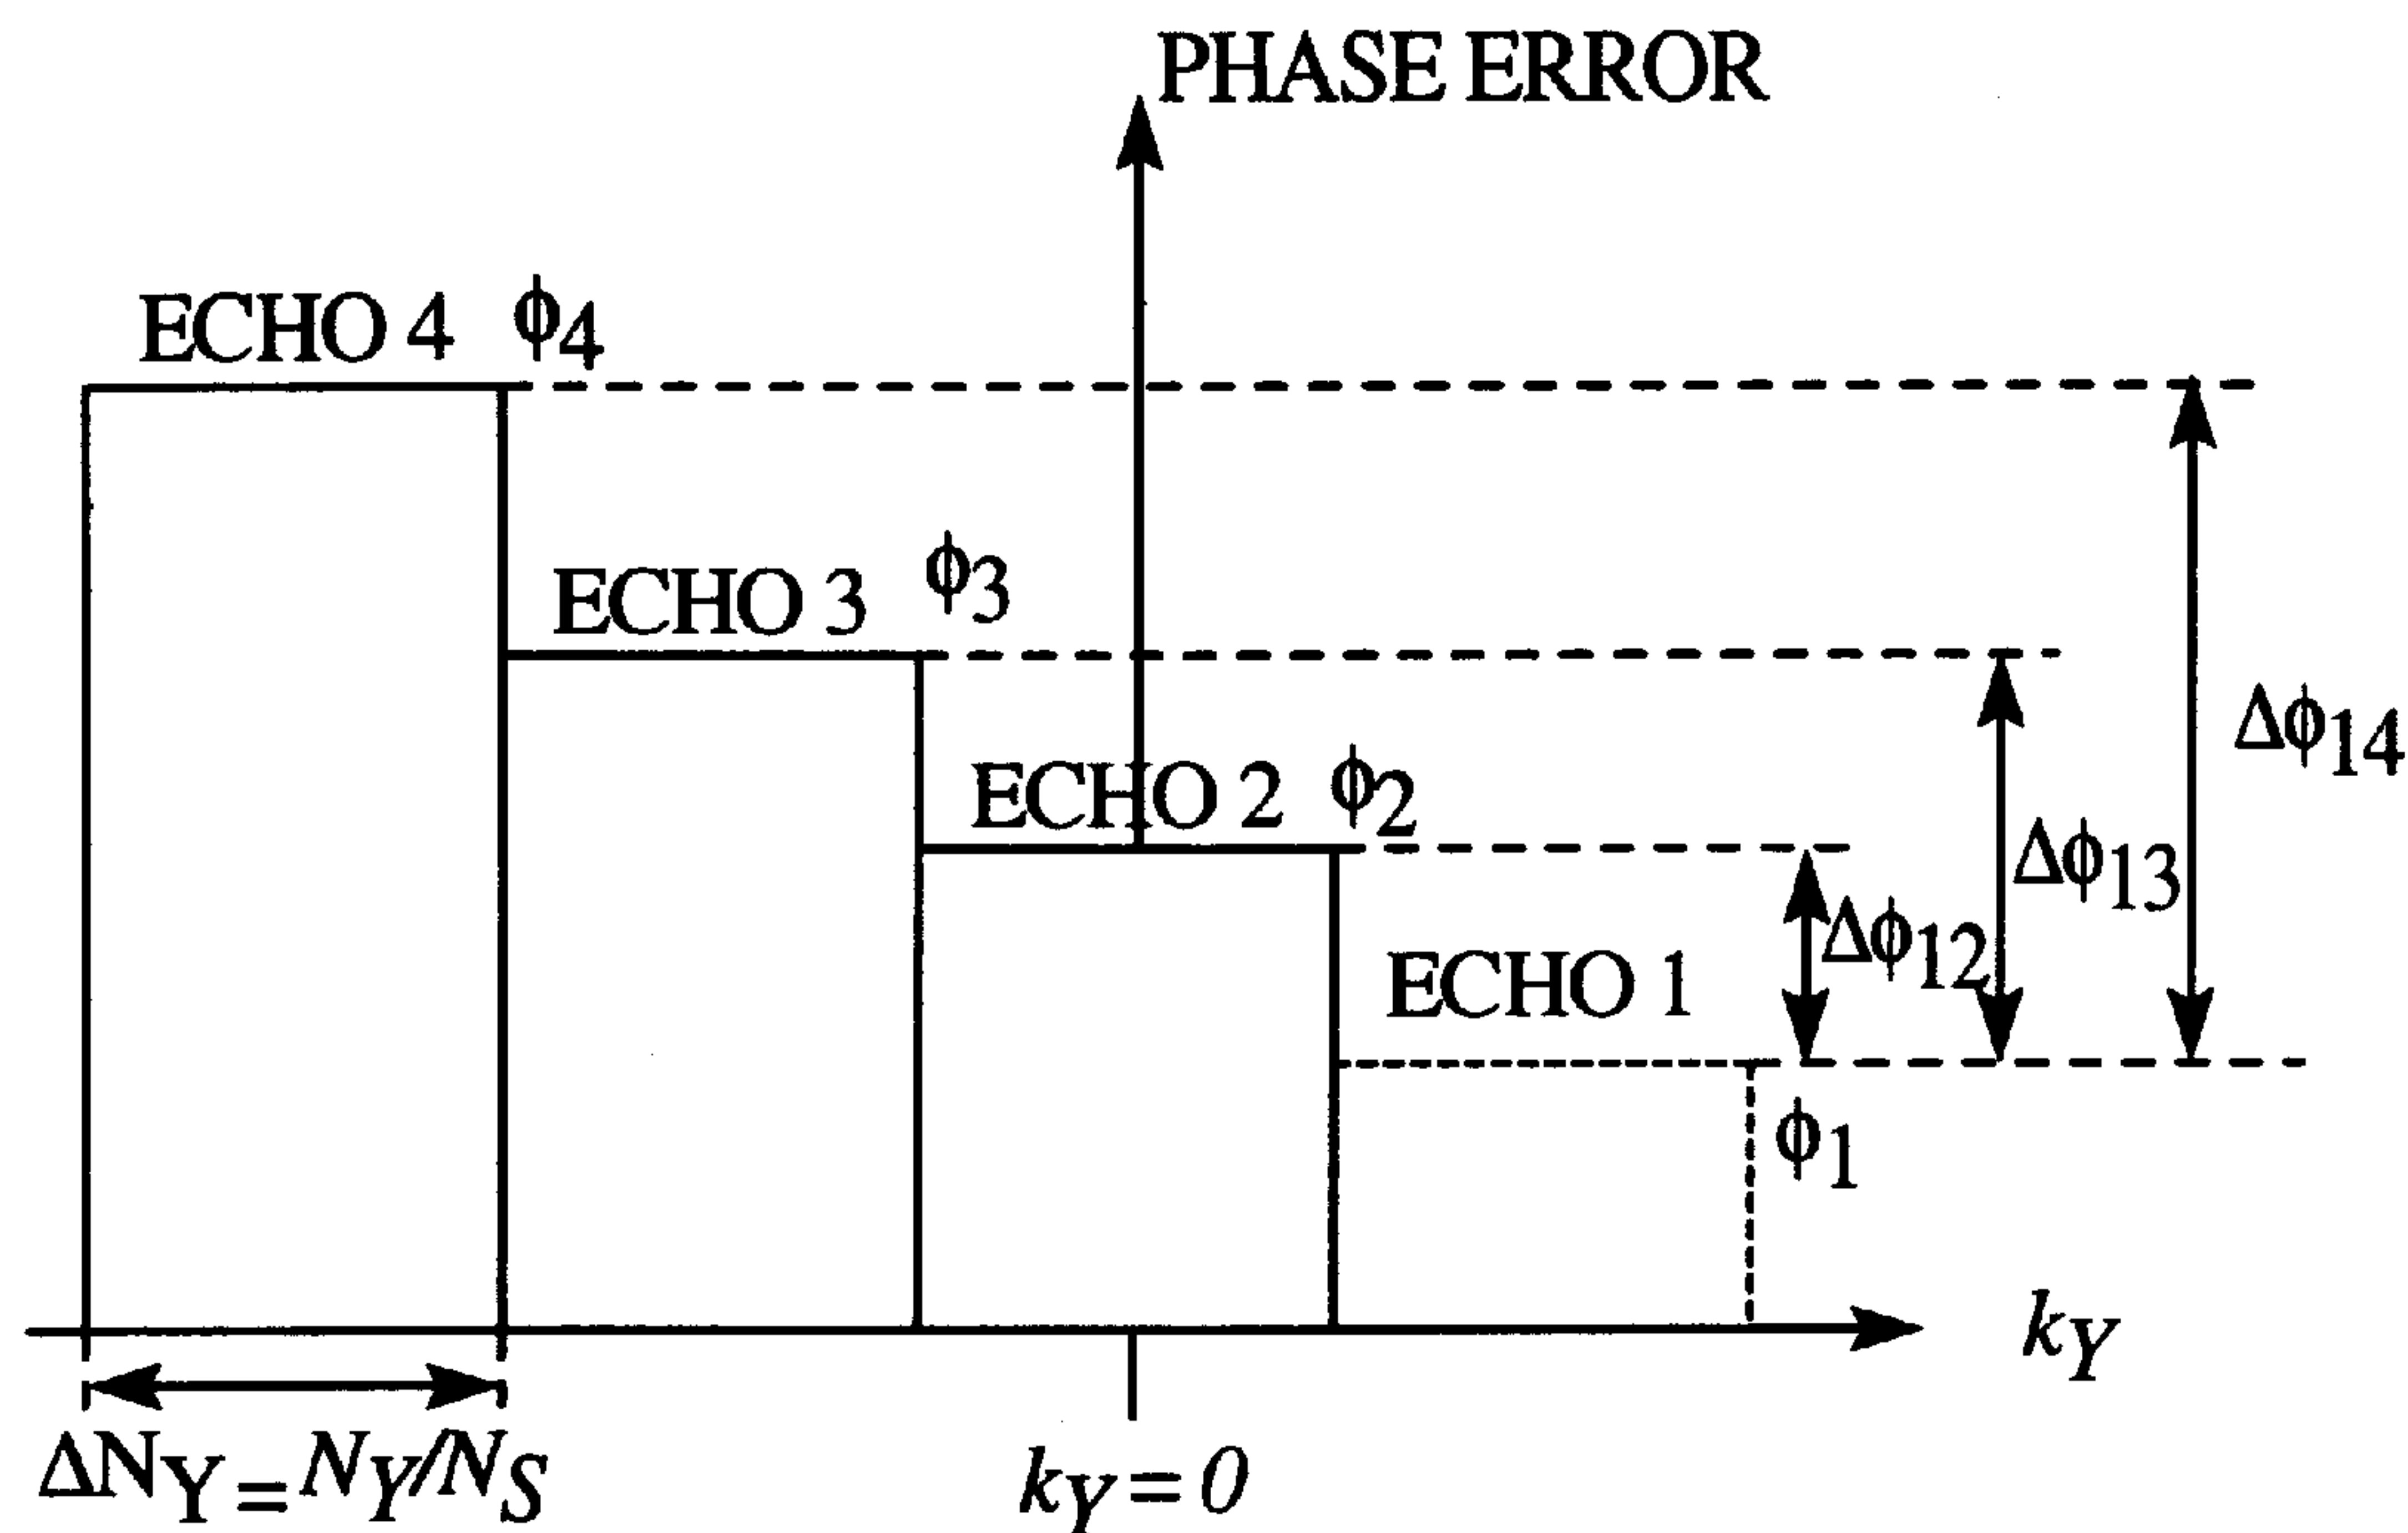 PHASE ERROR
ECHO 4 ϕ4
ECHO 3 ϕ3
ECHO 2 ϕ2
Δϕ14
Δϕ13
Δϕ12
ECHO 1
ϕ1
kY
ΔNY = NY/NS
kY = 0